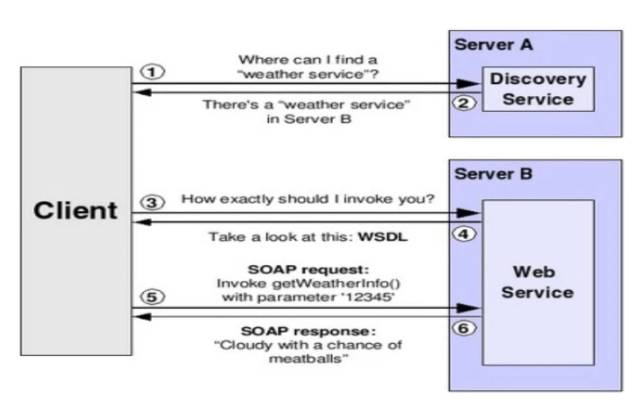 Server A
Where can I find a
"weather service"?
①
Discovery
Service
②
There's a "weather service"
in Server B
Client
Server B
③
How exactly should I invoke you?
④
Take a look at this: WSDL
Web
Service
SOAP request:
Invoke getWeatherInfo()
with parameter '12345'
⑤
⑥
SOAP response:
"Cloudy with a chance of
meatballs"